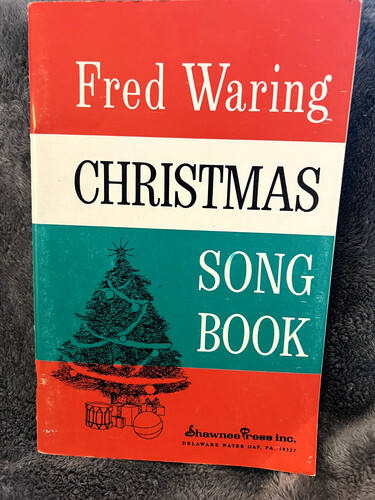 Fred Waring
CHRISTMAS
SONG
BOOK
Shawnee Press inc.
DELAWARE WATER GAP, PA. 18327